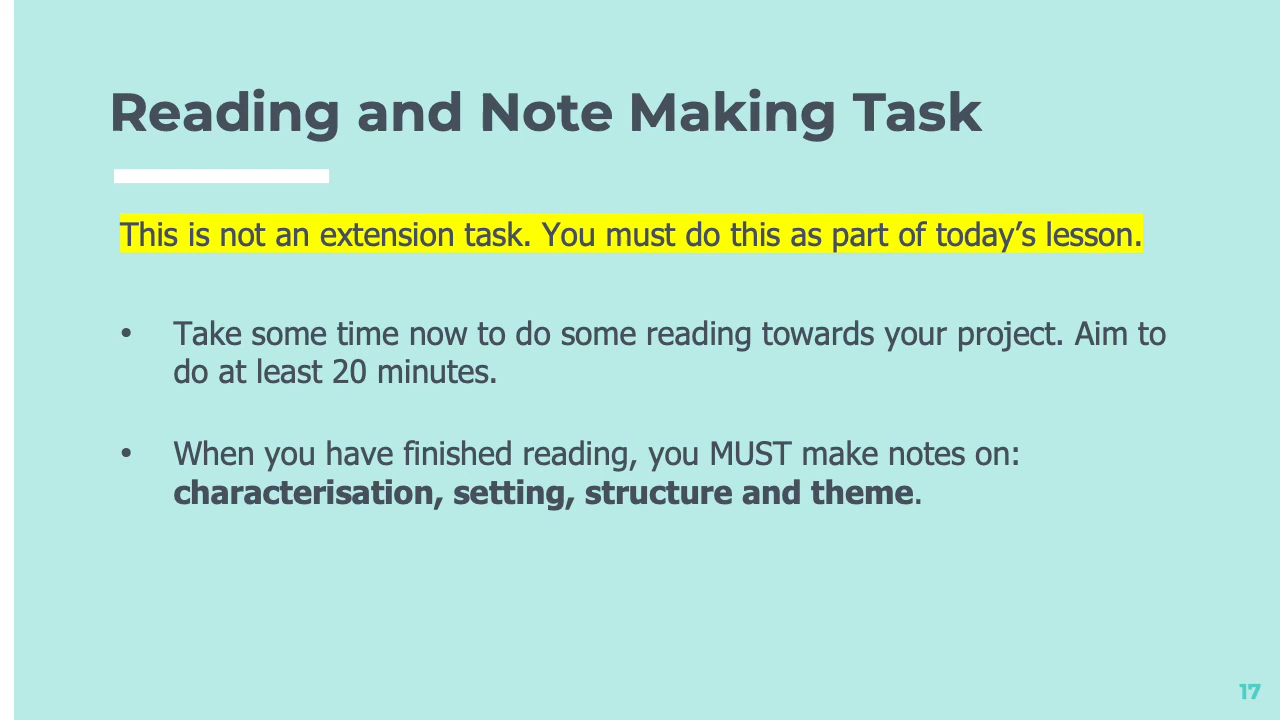 Reading and Note Making Task
This is not an extension task. You must do this as part of today’s lesson.
• Take some time now to do some reading towards your project. Aim to
do at least 20 minutes.
• When you have finished reading, you MUST make notes on:
characterisation, setting, structure and theme.
17